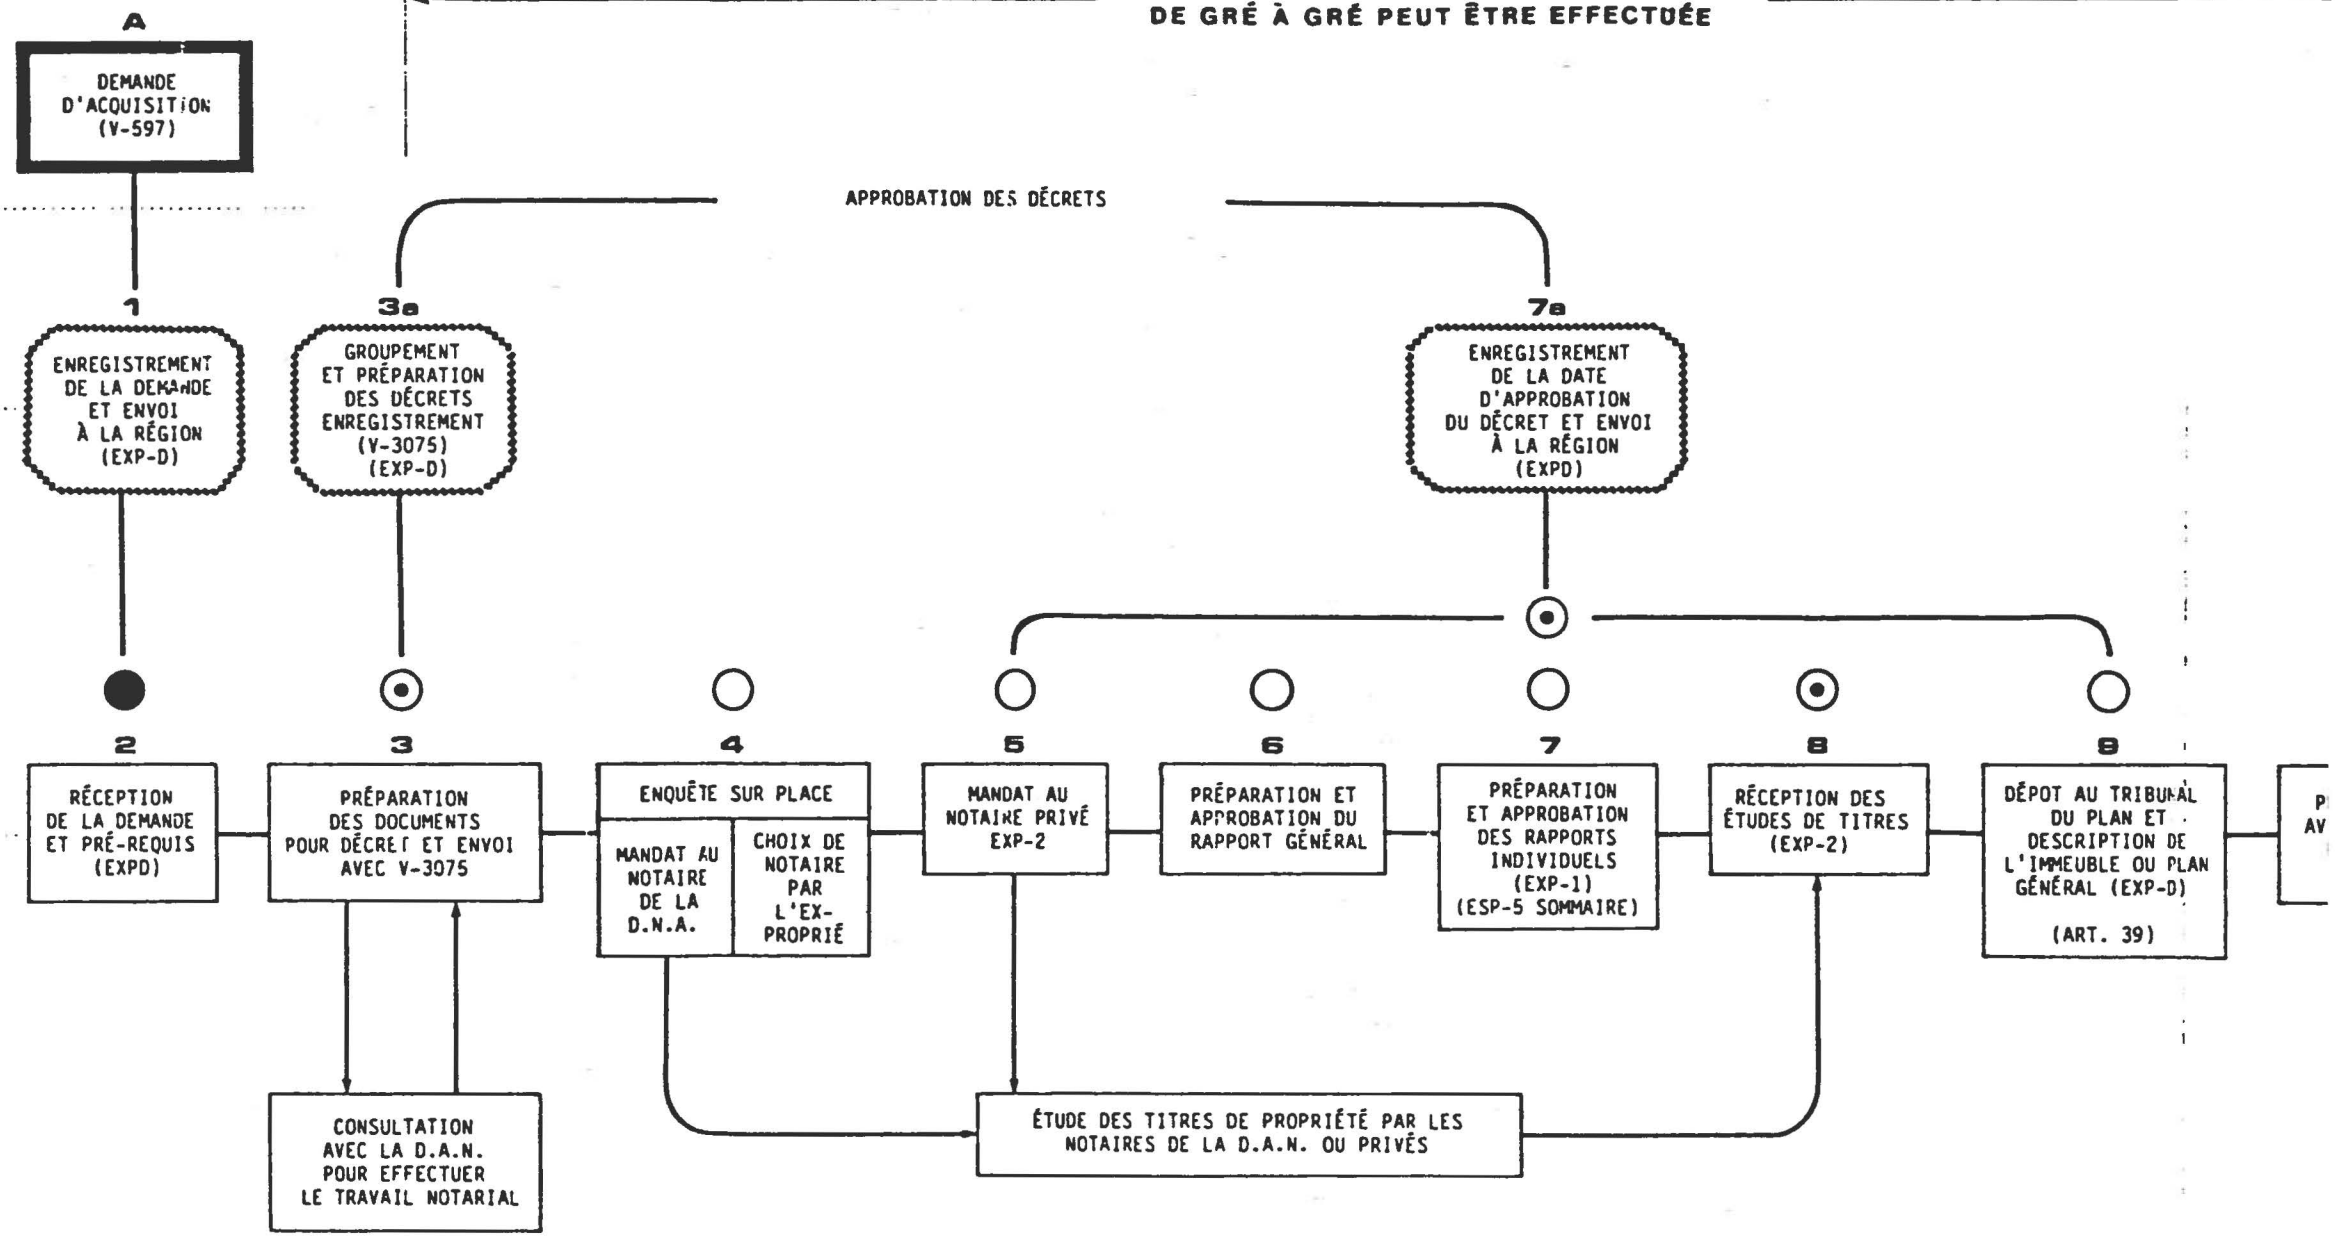 DE GRÉ À GRÉ PEUT ÊTRE EFFECTUÉE
A
DEMANDE
D'ACQUISITION
(V-597)
APPROBATION DES DÉCRETS
1
ENREGISTREMENT
DE LA DEMANDE
ET ENVOI
À LA RÉGION
(EXP-D)
3a
GROUPEMENT
ET PRÉPARATION
DES DÉCRETS
ENREGISTREMENT
(V-3075)
(EXP-D)
7a
ENREGISTREMENT
DE LA DATE
D'APPROBATION
DU DÉCRET ET ENVOI
À LA RÉGION
(EXPD)
2
RÉCEPTION
DE LA DEMANDE
ET PRÉ-REQUIS
(EXPD)
3
PRÉPARATION
DES DOCUMENTS
POUR DÉCRET ET ENVOI
AVEC V-3075
4
ENQUÊTE SUR PLACE
MANDAT AU
NOTAIRE
DE LA
D.N.A.
CHOIX DE
NOTAIRE
PAR
L'EX-
PROPRIÉ
5
MANDAT AU
NOTAIRE PRIVÉ
EXP-2
6
PRÉPARATION ET
APPROBATION DU
RAPPORT GÉNÉRAL
7
PRÉPARATION
ET APPROBATION
DES RAPPORTS
INDIVIDUELS
(EXP-1)
(ESP-5 SOMMAIRE)
8
RÉCEPTION DES
ÉTUDES DE TITRES
(EXP-2)
9
DÉPOT AU TRIBUNAL
DU PLAN ET
DESCRIPTION DE
L'IMMEUBLE OU PLAN
GÉNÉRAL (EXP-D)
(ART. 39)
P
AV
CONSULTATION
AVEC LA D.A.N.
POUR EFFECTUER
LE TRAVAIL NOTARIAL
ÉTUDE DES TITRES DE PROPRIÉTÉ PAR LES
NOTAIRES DE LA D.A.N. OU PRIVÉS